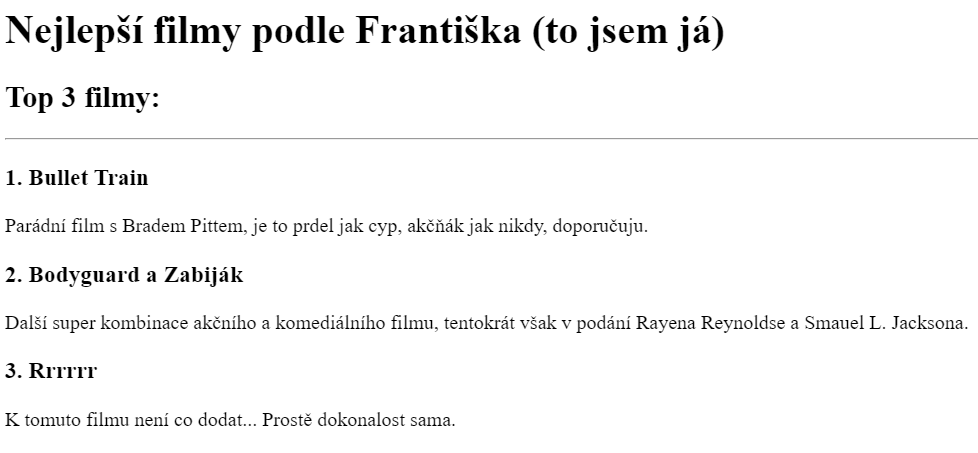 Nejlepší filmy podle Františka (to jsem já)
Top 3 filmy:
1. Bullet Train
Parádní film s Bradem Pittem, je to prdel jak cyp, akčňák jak nikdy, doporučuju.
2. Bodyguard a Zabiják
Další super kombinace akčního a komediálního filmu, tentokrát však v podání Rayena Reynoldse a Smauel L. Jacksona.
3. Rrrrrr
K tomuto filmu není co dodat... Prostě dokonalost sama.